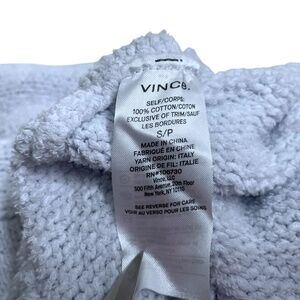 VINCE.
SELF/CORPS:
100% COTTON/COTON
EXCLUSIVE OF TRIM/SAUF
LES BORDURES
S/P
MADE IN CHINA
FABRIQUÉ EN CHINE
YARN ORIGIN: ITALY
ORIGINE DE FIL: ITALIE
RN#106730
Vince, LLC
500 Fifth Avenue, 20th Floor
New York, NY 10110
SEE REVERSE FOR CARE
VOIR AU VERSO POUR LES SOINS